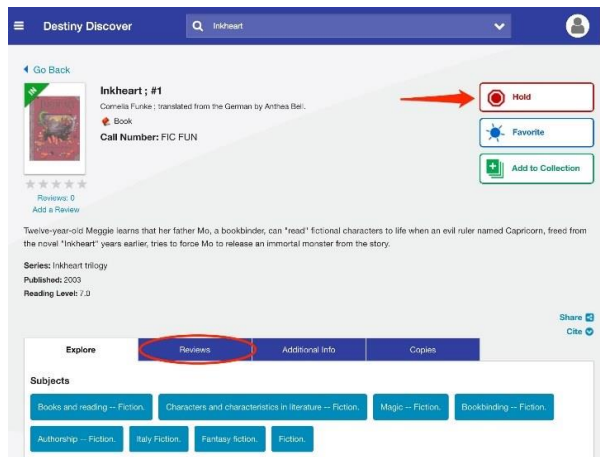 Destiny Discover
Inkheart
Go Back
IN
Inkheart ; #1
Cornelia Funke ; translated from the German by Anthea Bell.
Book
Call Number: FIC FUN
Hold
Favorite
Add to Collection
Reviews: 0
Add a Review
Twelve-year-old Meggie learns that her father Mo, a bookbinder, can "read" fictional characters to life when an evil ruler named Capricorn, freed from
the novel "Inkheart" years earlier, tries to force Mo to release an immortal monster from the story.
Series: Inkheart trilogy
Published: 2003
Reading Level: 7.0
Share
Cite
Explore Reviews Additional Info Copies
Subjects
Books and reading -- Fiction. Characters and characteristics in literature -- Fiction. Magic -- Fiction. Bookbinding -- Fiction.
Authorship -- Fiction. Italy Fiction. Fantasy fiction. Fiction.